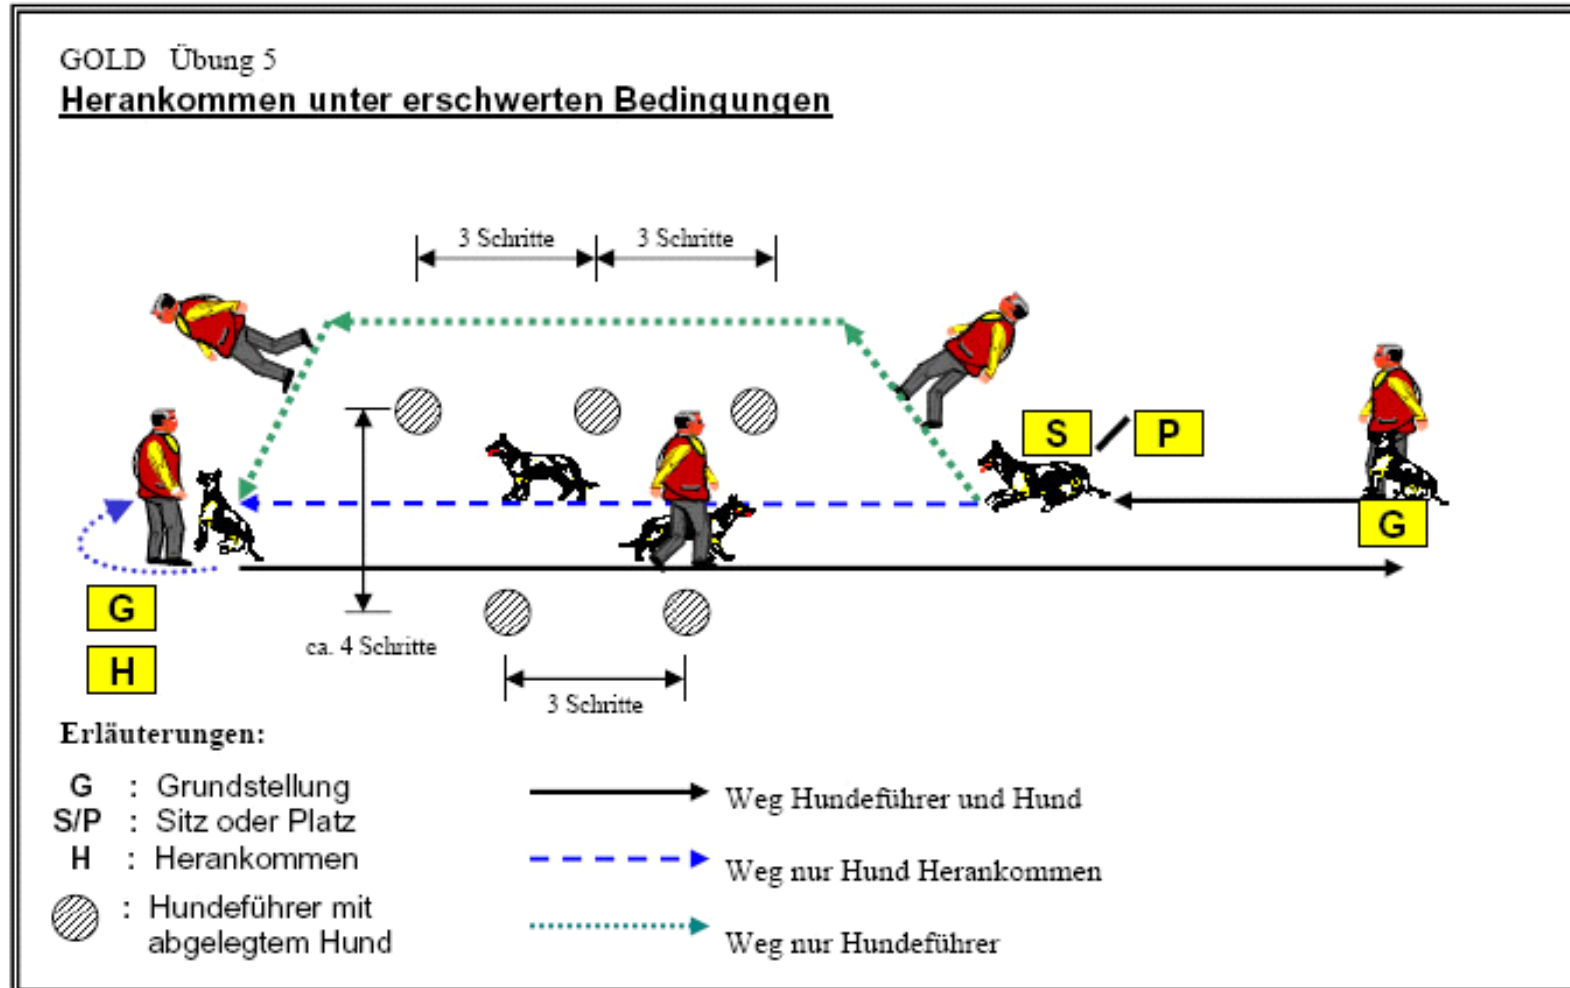 GOLD Übung 5
Herankommen unter erschwerten Bedingungen
3 Schritte 3 Schritte
S / P
G
G
ca. 4 Schritte
H
3 Schritte
Erläuterungen:
G : Grundstellung
S/P : Sitz oder Platz
H : Herankommen
: Hundeführer mit
abgelegtem Hund
Weg Hundeführer und Hund
Weg nur Hund Herankommen
Weg nur Hundeführer